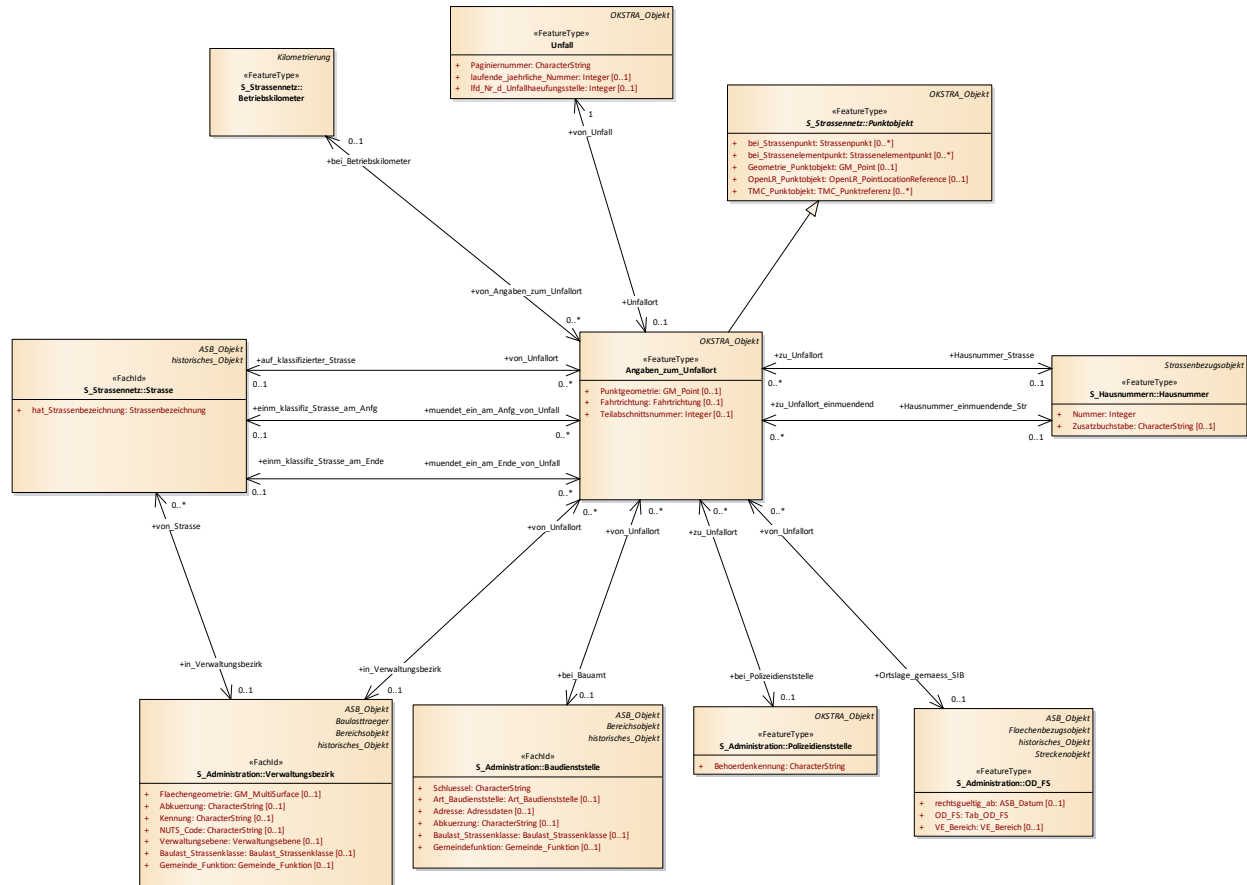 OKSTRA_Objekt
«FeatureType»
Unfall
+ Paginiernummer: CharacterString
+ laufende_jaehrliche_Nummer: Integer [0..1]
+ lfd_Nr_d_Unfallhaeufungsstelle: Integer [0..1]
Kilometrierung
«FeatureType»
S_Strassennetz::
Betriebskilometer
OKSTRA_Objekt
«FeatureType»
S_Strassennetz::Punktobjekt
+ bei_Strassenpunkt: Strassenpunkt [0..*]
+ bei_Strassenelementpunkt: Strassenelementpunkt [0..*]
+ Geometrie_Punktobjekt: GM_Point [0..1]
+ OpenLR_Punktobjekt: OpenLR_PointLocationReference [0..1]
+ TMC_Punktobjekt: TMC_Punktreferenz [0..*]
1
+von_Unfall
0..1
+bei_Betriebskilometer
+von_Angaben_zum_Unfallort
0..*
+Unfallort
0..1
ASB_Objekt
historisches_Objekt
«FachId»
S_Strassennetz::Strasse
+ hat_Strassenbezeichnung: Strassenbezeichnung
+auf_klassifizierter_Strasse
0..1
+von_Unfallort
0..*
+einm_klassifiz_Strasse_am_Anfg
0..1
+muendet_ein_am_Anfg_von_Unfall
0..*
+einm_klassifiz_Strasse_am_Ende
0..1
+muendet_ein_am_Ende_von_Unfall
0..*
OKSTRA_Objekt
«FeatureType»
Angaben_zum_Unfallort
+ Punktgeometrie: GM_Point [0..1]
+ Fahrtrichtung: Fahrtrichtung [0..1]
+ Teilabschnittsnummer: Integer [0..1]
+zu_Unfallort
0..*
+Hausnummer_Strasse
0..1
+zu_Unfallort_einmuendend
0..*
+Hausnummer_einmuendende_Str
0..1
Strassenbezugsobjekt
«FeatureType»
S_Hausnummern::Hausnummer
+ Nummer: Integer
+ Zusatzbuchstabe: CharacterString [0..1]
0..*
+von_Strasse
0..*
+von_Unfallort
0..*
+von_Unfallort
0..*
+zu_Unfallort
0..*
+von_Unfallort
+in_Verwaltungsbezirk
0..1
+in_Verwaltungsbezirk
0..1
+bei_Bauamt
0..1
+bei_Polizeidienststelle
0..1
+Ortslage_gemaess_SIB
0..1
ASB_Objekt
Baulasttraeger
Bereichsobjekt
historisches_Objekt
«FachId»
S_Administration::Verwaltungsbezirk
+ Flaechengeometrie: GM_MultiSurface [0..1]
+ Abkuerzung: CharacterString [0..1]
+ Kennung: CharacterString [0..1]
+ NUTS_Code: CharacterString [0..1]
+ Verwaltungsebene: Verwaltungsebene [0..1]
+ Baulast_Strassenklasse: Baulast_Strassenklasse [0..1]
+ Gemeinde_Funktion: Gemeinde_Funktion [0..1]
ASB_Objekt
Bereichsobjekt
historisches_Objekt
«FachId»
S_Administration::Baudienststelle
+ Schluessel: CharacterString
+ Art_Baudienststelle: Art_Baudienststelle [0..1]
+ Adresse: Adressdaten [0..1]
+ Abkuerzung: CharacterString [0..1]
+ Baulast_Strassenklasse: Baulast_Strassenklasse [0..1]
+ Gemeindefunktion: Gemeinde_Funktion [0..1]
OKSTRA_Objekt
«FeatureType»
S_Administration::Polizeidienststelle
+ Behoerdenkennung: CharacterString
ASB_Objekt
Flaechenbezugsobjekt
historisches_Objekt
Streckenobjekt
«FeatureType»
S_Administration::OD_FS
+ rechtsgueltig_ab: ASB_Datum [0..1]
+ OD_FS: Tab_OD_FS
+ VE_Bereich: VE_Bereich [0..1]